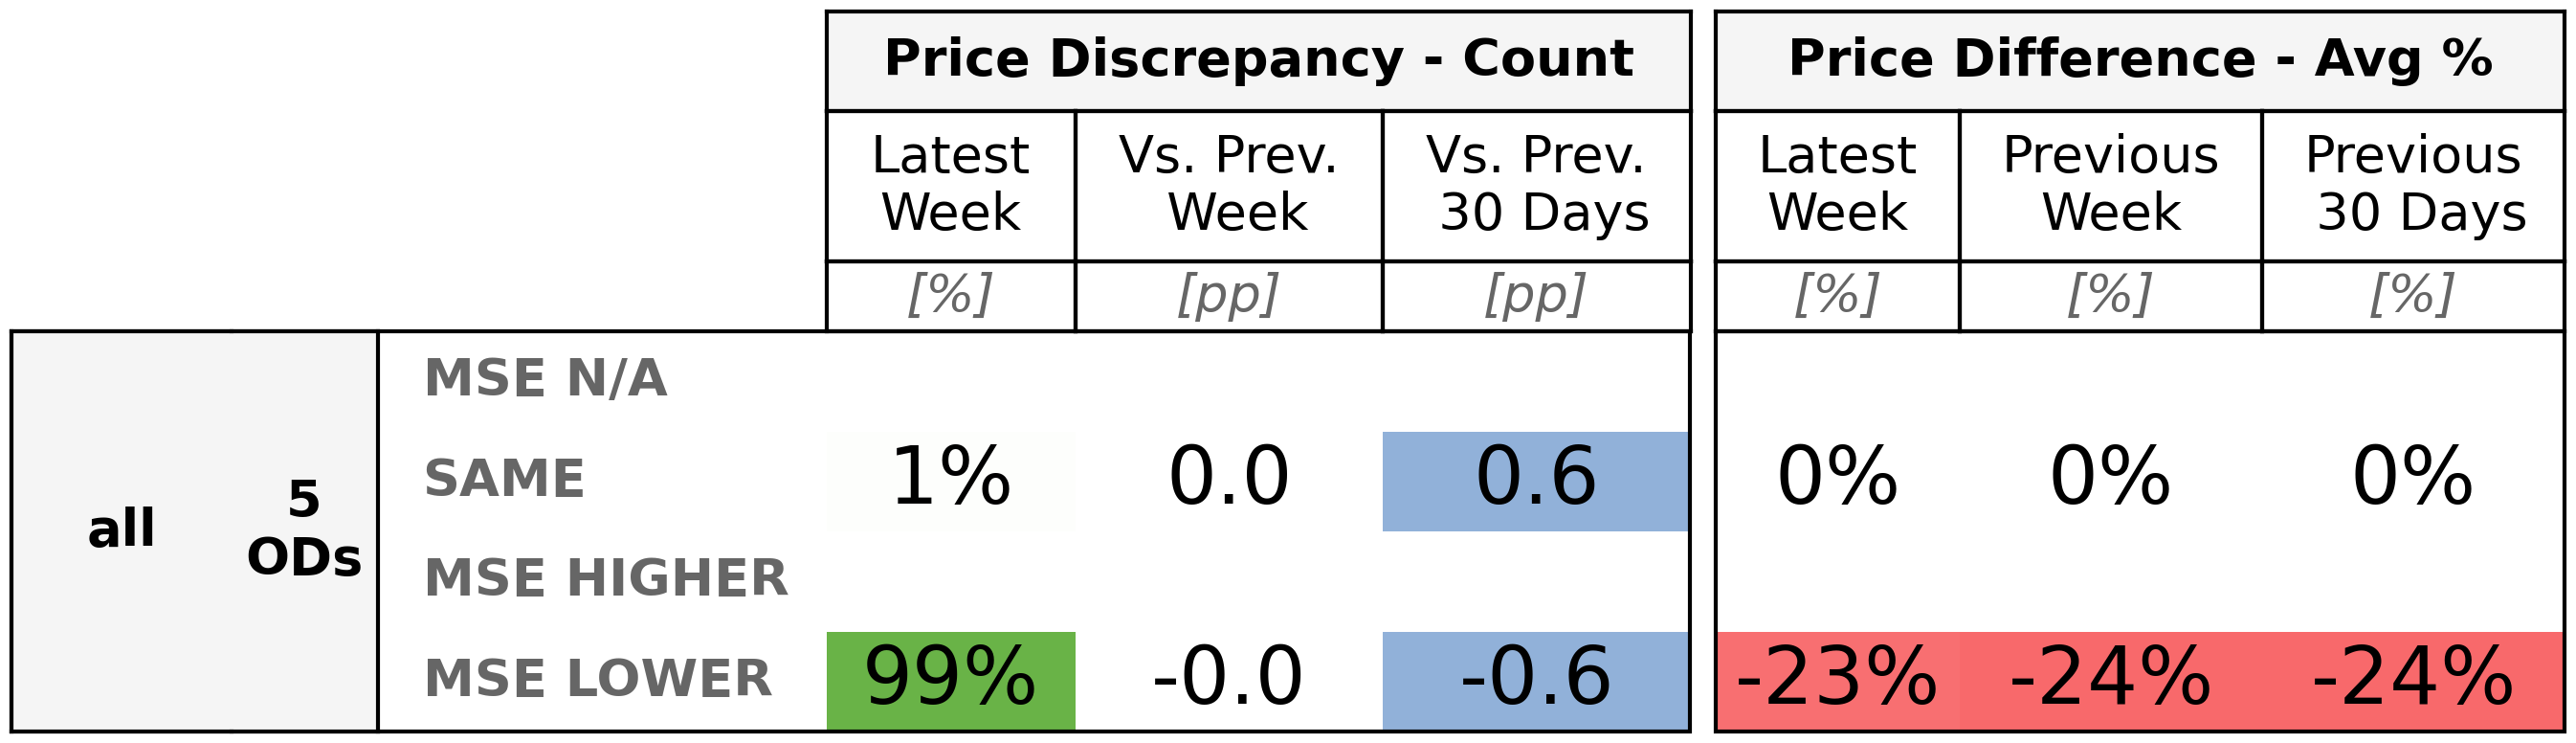 Price Discrepancy - Count Price Difference - Avg %
Latest Vs. Prev. Vs. Prev. Latest Previous Previous
Week Week 30 Days Week Week 30 Days
[%] [pp] [pp] [%] [%] [%]
all
5
ODs
MSE N/A
SAME 1% 0.0 0.6 0% 0% 0%
MSE HIGHER
MSE LOWER 99% -0.0 -0.6 -23% -24% -24%